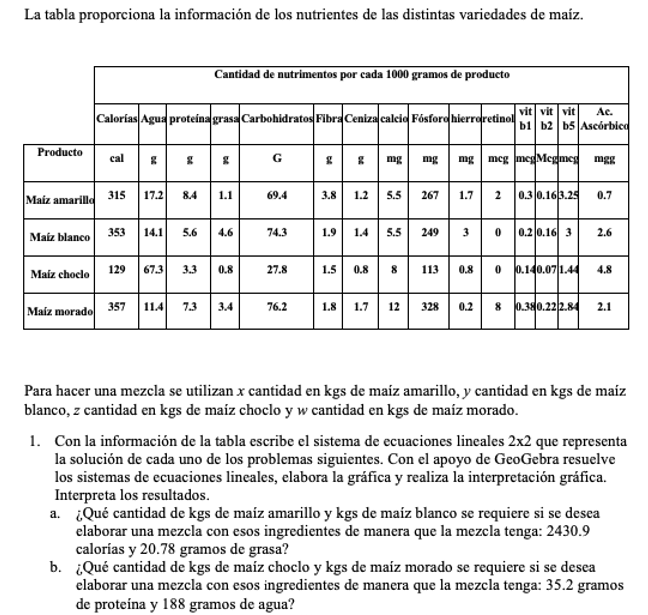 La tabla proporciona la información de los nutrientes de las distintas variedades de maíz.
Cantidad de nutrimentos por cada 1000 gramos de producto
Calorías Agua proteína grasa Carbohidratos Fibra Ceniza calcio Fósforo hierro retinol vit b1 vit b2 vit b5 Ac. Ascórbico
Producto cal g g g G g g mg mg mg mcg mcg Mcg mcg mgg
Maíz amarillo 315 17.2 8.4 1.1 69.4 3.8 1.2 5.5 267 1.7 2 0.3 0.16 3.25 0.7
Maíz blanco 353 14.1 5.6 4.6 74.3 1.9 1.4 5.5 249 3 0 0.2 0.16 3 2.6
Maíz choclo 129 67.3 3.3 0.8 27.8 1.5 0.8 8 113 0.8 0 0.14 0.07 1.44 4.8
Maíz morado 357 11.4 7.3 3.4 76.2 1.8 1.7 12 328 0.2 8 0.38 0.22 2.84 2.1
Para hacer una mezcla se utilizan x cantidad en kgs de maíz amarillo, y cantidad en kgs de maíz
blanco, z cantidad en kgs de maíz choclo y w cantidad en kgs de maíz morado.
1. Con la información de la tabla escribe el sistema de ecuaciones lineales 2x2 que representa
la solución de cada uno de los problemas siguientes. Con el apoyo de GeoGebra resuelve
los sistemas de ecuaciones lineales, elabora la gráfica y realiza la interpretación gráfica.
Interpreta los resultados.
a. ¿Qué cantidad de kgs de maíz amarillo y kgs de maíz blanco se requiere si se desea
elaborar una mezcla con esos ingredientes de manera que la mezcla tenga: 2430.9
calorías y 20.78 gramos de grasa?
b. ¿Qué cantidad de kgs de maíz choclo y kgs de maíz morado se requiere si se desea
elaborar una mezcla con esos ingredientes de manera que la mezcla tenga: 35.2 gramos
de proteína y 188 gramos de agua?